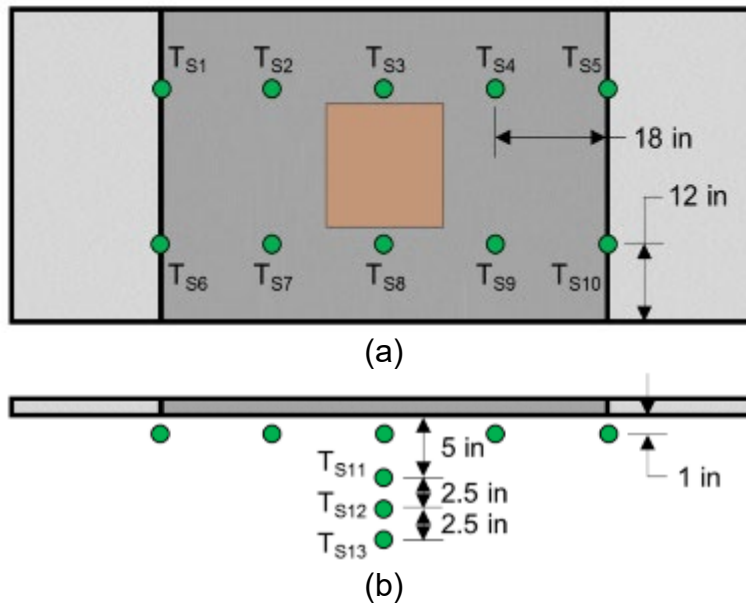 T_S1 T_S2 T_S3 T_S4 T_S5
18 in
12 in
T_S6 T_S7 T_S8 T_S9 T_S10
(a)
5 in
T_S11
1 in
2.5 in
T_S12
2.5 in
T_S13
(b)